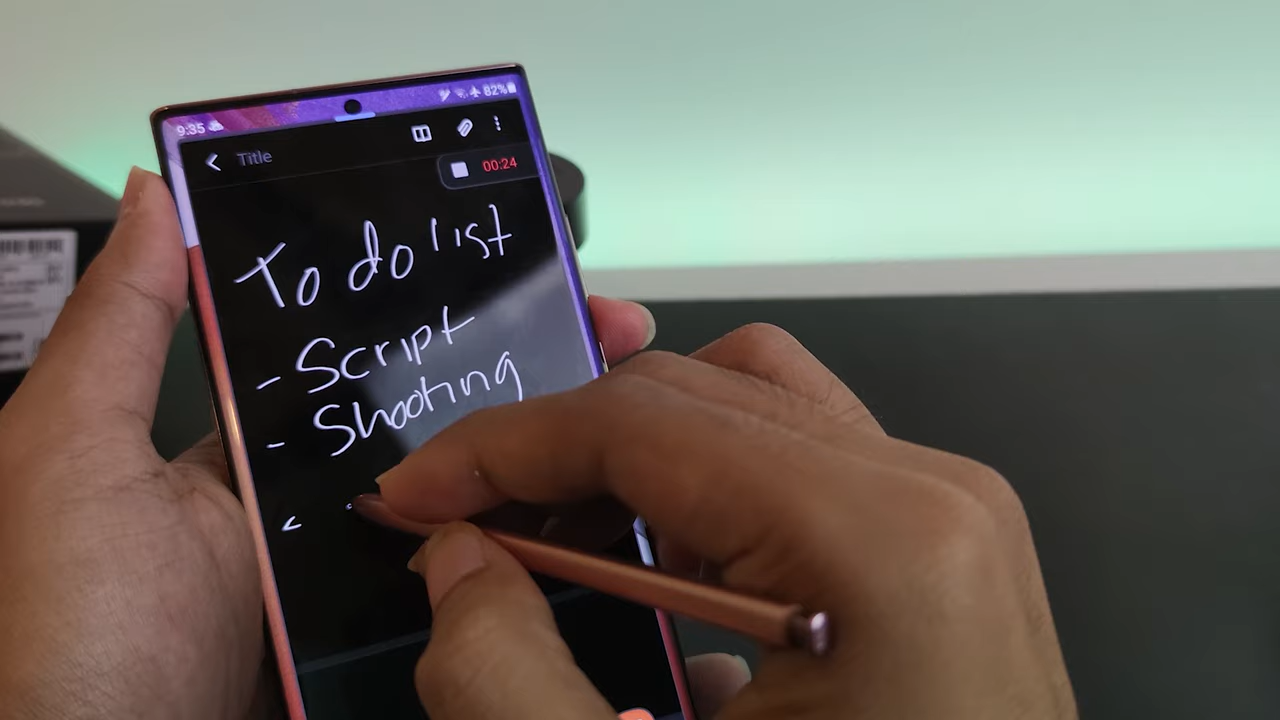 9:35 82%
Title
00:24
To do list
- Script
- Shooting
-